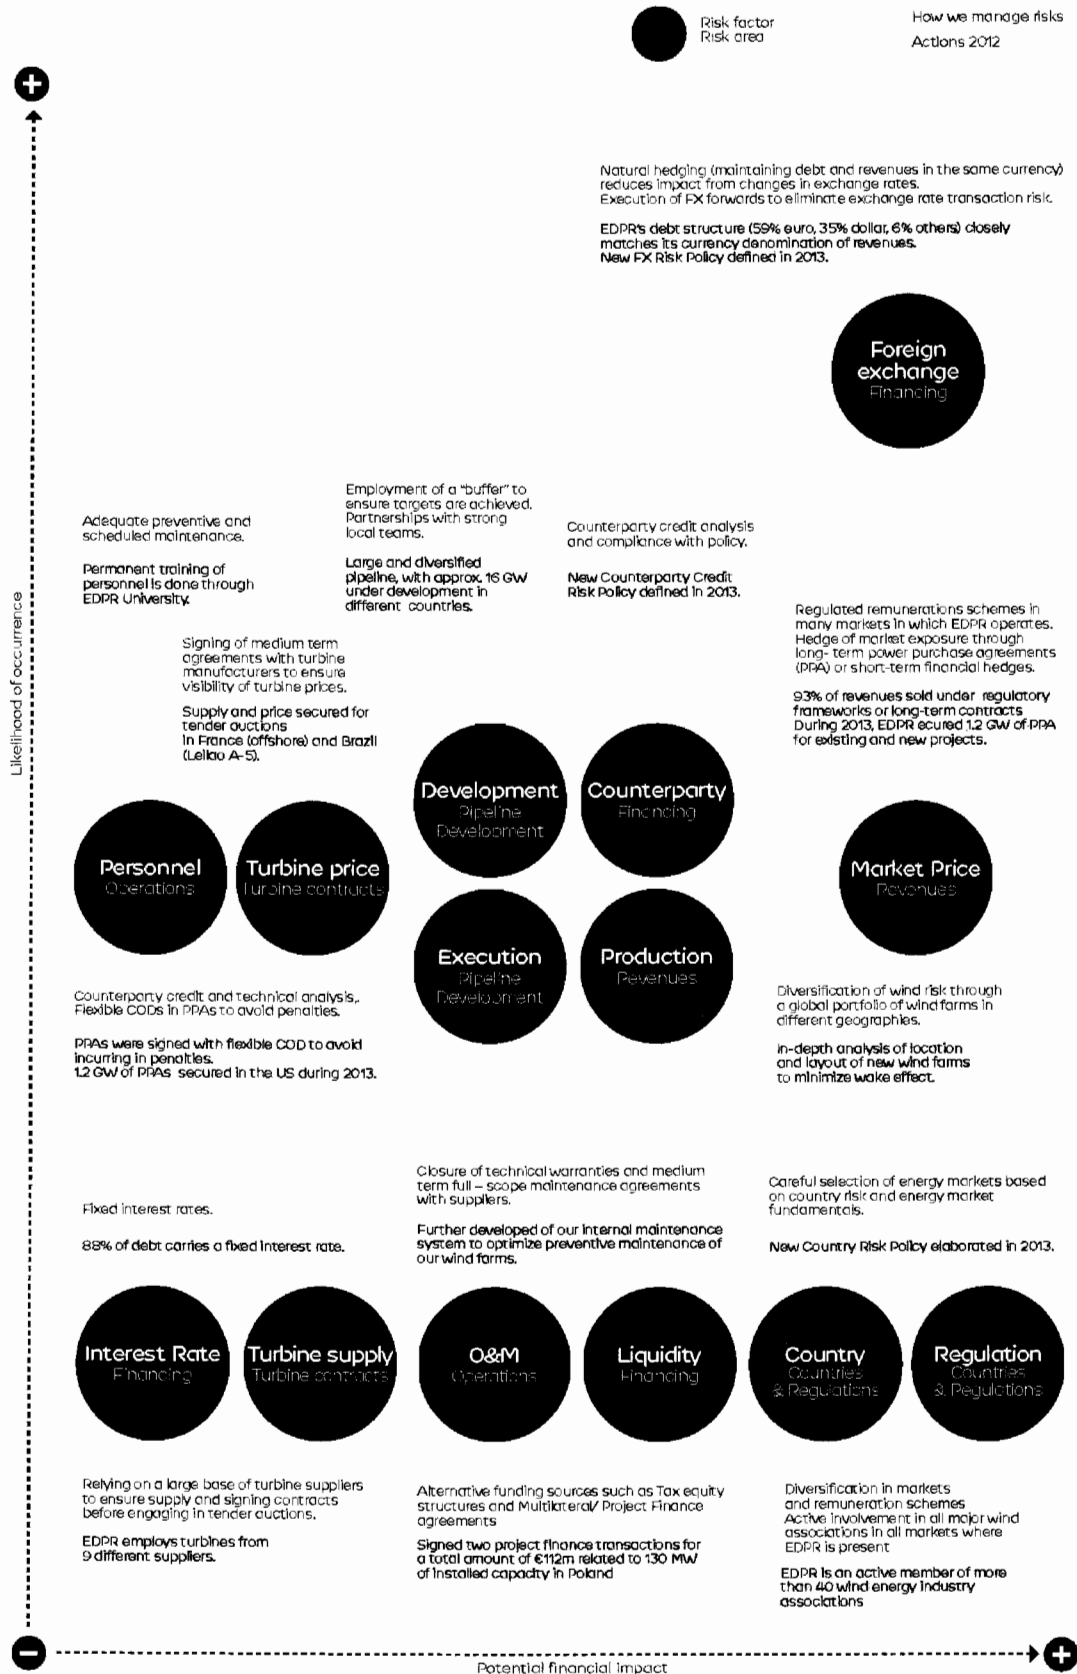 Risk factor
Risk area
How we manage risks
Actions 2012
+
Natural hedging (maintaining debt and revenues in the same currency)
reduces impact from changes in exchange rates.
Execution of FX forwards to eliminate exchange rate transaction risk.
EDPR's debt structure (59% euro, 35% dollar, 6% others) closely
matches its currency denomination of revenues.
New FX Risk Policy defined in 2013.
Foreign
exchange
Financing
Adequate preventive and
scheduled maintenance.
Permanent training of
personnel is done through
EDPR University.
Employment of a "buffer" to
ensure targets are achieved.
Partnerships with strong
local teams.
Large and diversified
pipeline, with approx. 16 GW
under development in
different countries.
Counterparty credit analysis
and compliance with policy.
New Counterparty Credit
Risk Policy defined in 2013.
Signing of medium term
agreements with turbine
manufacturers to ensure
visibility of turbine prices.
Supply and price secured for
tender auctions
in France (offshore) and Brazil
(Leilao A-5).
Regulated remunerations schemes in
many markets in which EDPR operates.
Hedge of market exposure through
long- term power purchase agreements
(PPA) or short-term financial hedges.
93% of revenues sold under regulatory
frameworks or long-term contracts
During 2013, EDPR ecured 1.2 GW of PPA
for existing and new projects.
Likelihood of occurrence
Development
Pipeline
Development
Counterparty
Financing
Personnel
Operations
Turbine price
Turbine contracts
Market Price
Revenues
Execution
Pipeline
Development
Production
Revenues
Counterparty credit and technical analysis,.
Flexible CODs in PPAs to avoid penalties.
PPAs were signed with flexible COD to avoid
incurring in penalties.
1.2 GW of PPAs secured in the US during 2013.
Diversification of wind risk through
a global portfolio of wind farms in
different geographies.
In-depth analysis of location
and layout of new wind farms
to minimize wake effect.
Fixed interest rates.
88% of debt carries a fixed interest rate.
Closure of technical warranties and medium
term full – scope maintenance agreements
with suppliers.
Further developed of our internal maintenance
system to optimize preventive maintenance of
our wind farms.
Careful selection of energy markets based
on country risk and energy market
fundamentals.
New Country Risk Policy elaborated in 2013.
Interest Rate
Financing
Turbine supply
Turbine contracts
O&M
Operations
Liquidity
Financing
Country
Countries
& Regulations
Regulation
Countries
& Regulations
Relying on a large base of turbine suppliers
to ensure supply and signing contracts
before engaging in tender auctions.
EDPR employs turbines from
9 different suppliers.
Alternative funding sources such as Tax equity
structures and Multilateral/ Project Finance
agreements
Signed two project finance transactions for
a total amount of €112m related to 130 MW
of installed capacity in Poland
Diversification in markets
and remuneration schemes
Active involvement in all major wind
associations in all markets where
EDPR is present
EDPR is an active member of more
than 40 wind energy industry
associations
−
+
Potential financial impact